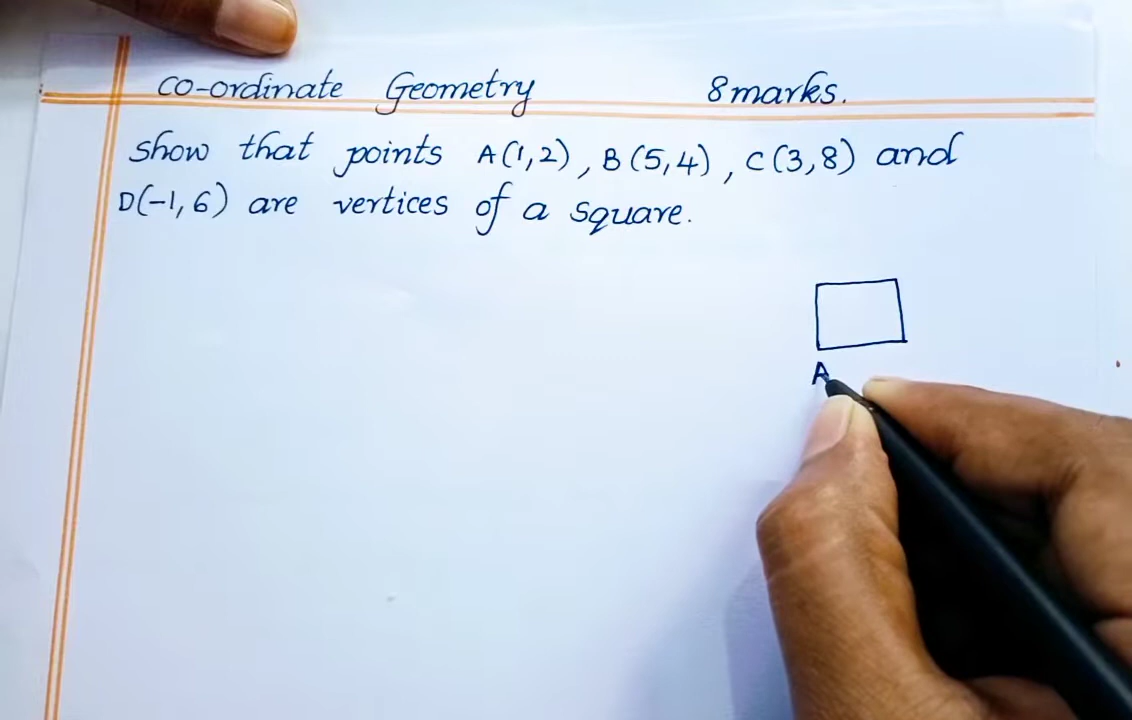 co-ordinate Geometry 8marks.
show that points A(1,2), B(5,4), C(3,8) and
D(-1,6) are vertices of a square.
A